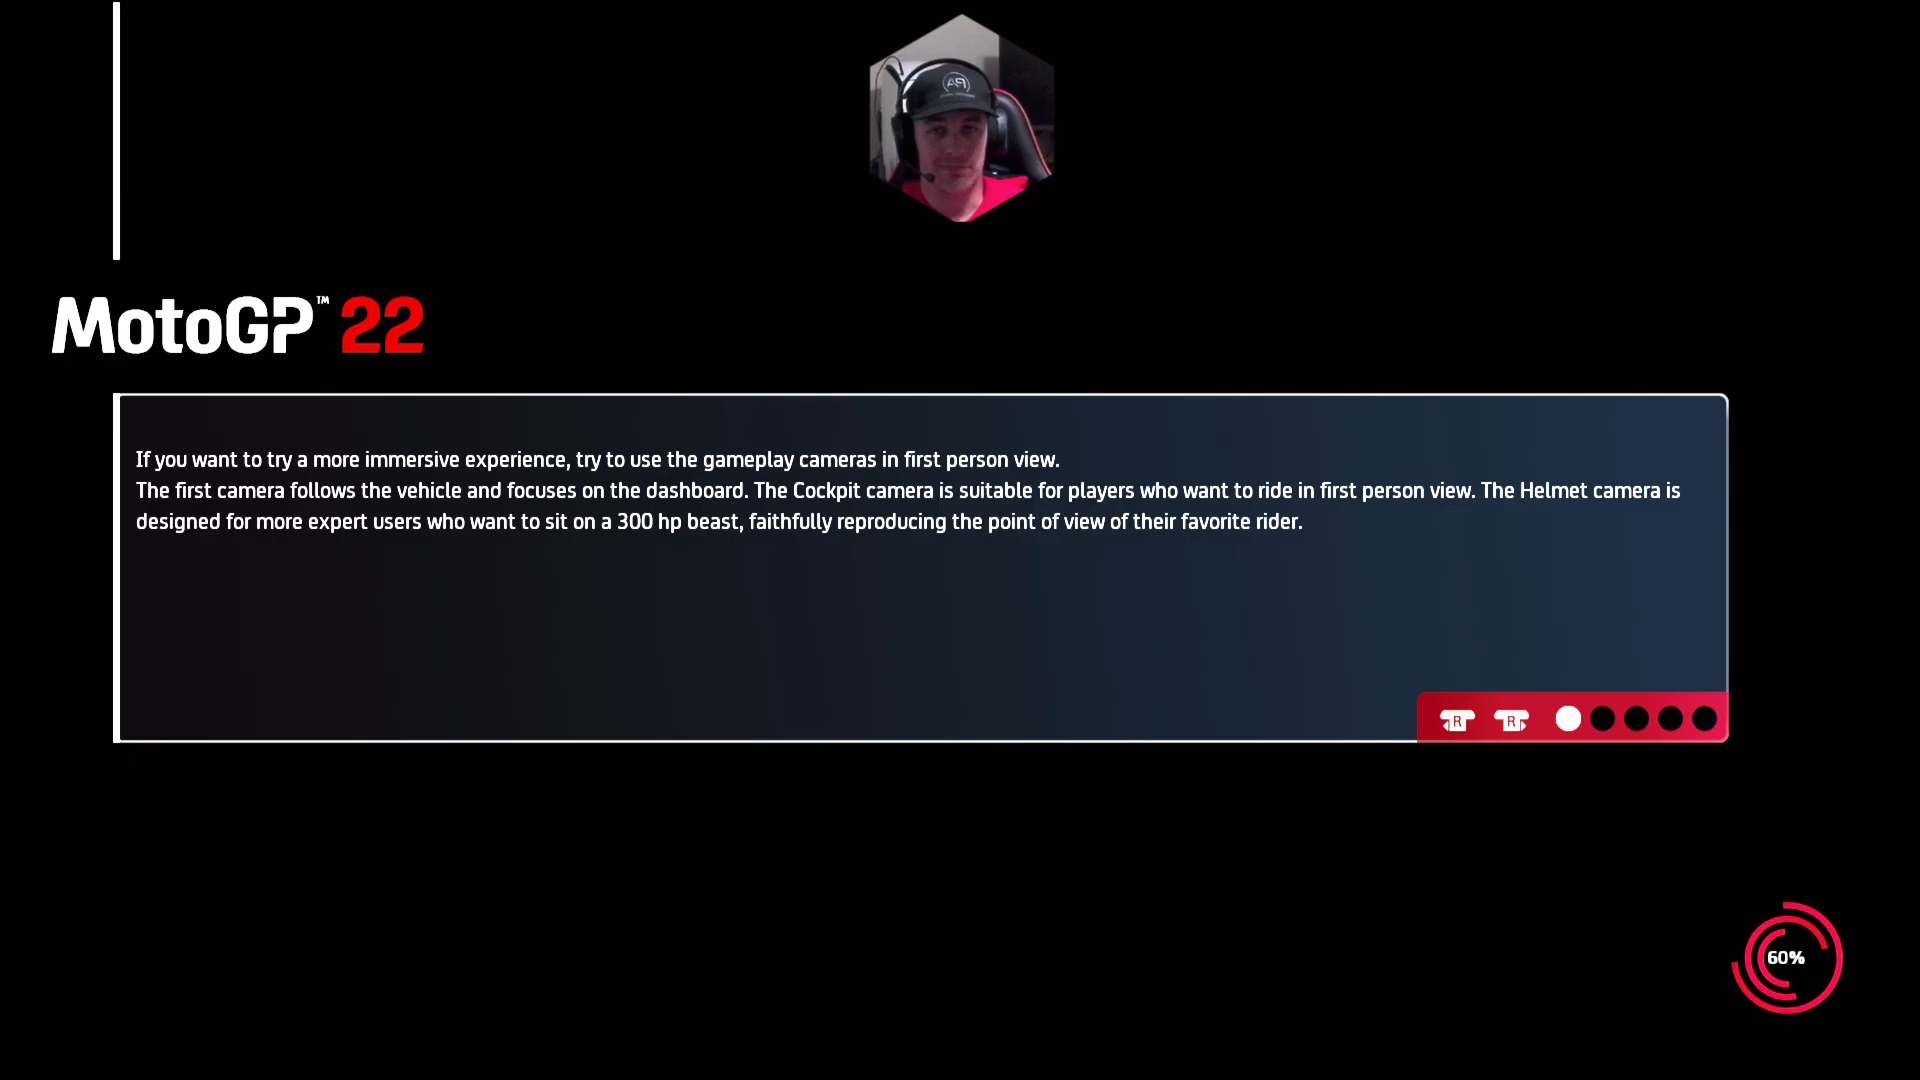 MotoGP™ 22
If you want to try a more immersive experience, try to use the gameplay cameras in first person view.
The first camera follows the vehicle and focuses on the dashboard. The Cockpit camera is suitable for players who want to ride in first person view. The Helmet camera is
designed for more expert users who want to sit on a 300 hp beast, faithfully reproducing the point of view of their favorite rider.
R R
60%